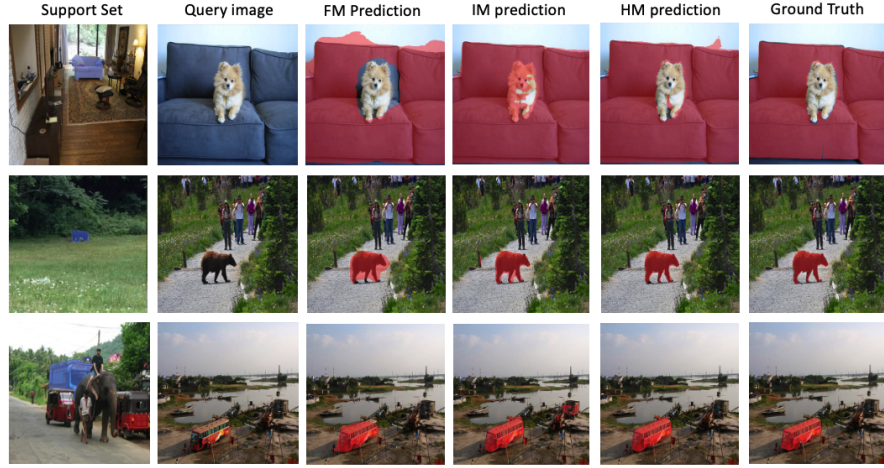 Support Set
Query image
FM Prediction
IM prediction
HM prediction
Ground Truth